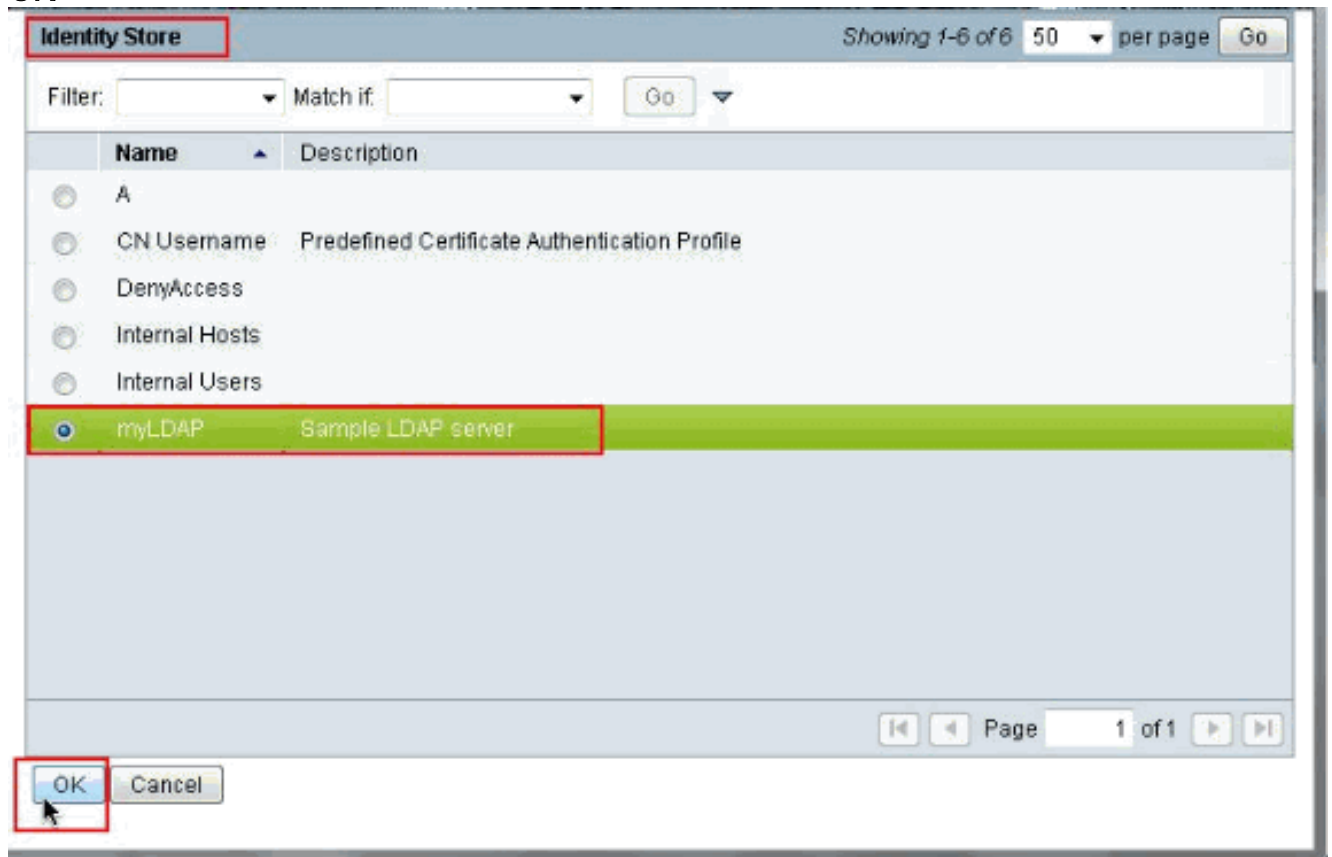 Identity Store Showing 1-6 of 6 50 per page Go
Filter: Match if: Go
Name Description
A
CN Username Predefined Certificate Authentication Profile
DenyAccess
Internal Hosts
Internal Users
myLDAP Sample LDAP server
Page 1 of 1
OK Cancel